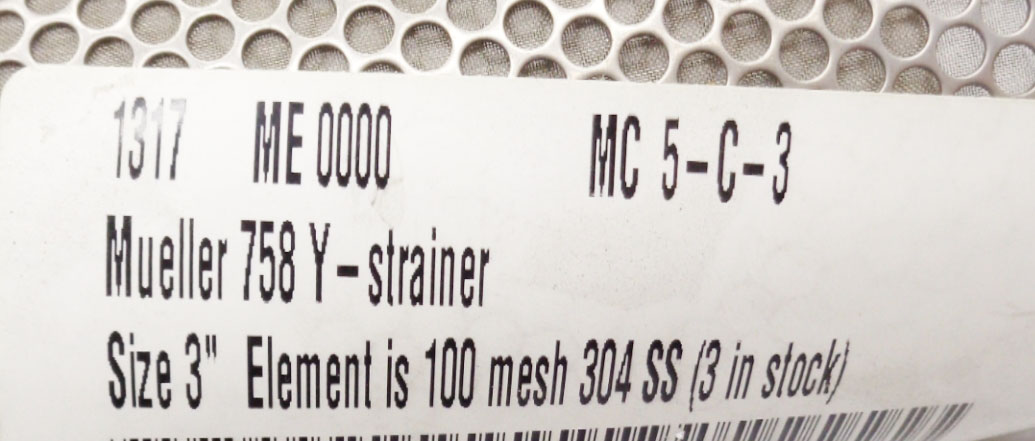 1317 ME 0000 MC 5-C-3
Mueller 758 Y-strainer
Size 3" Element is 100 mesh 304 SS (3 in stock)